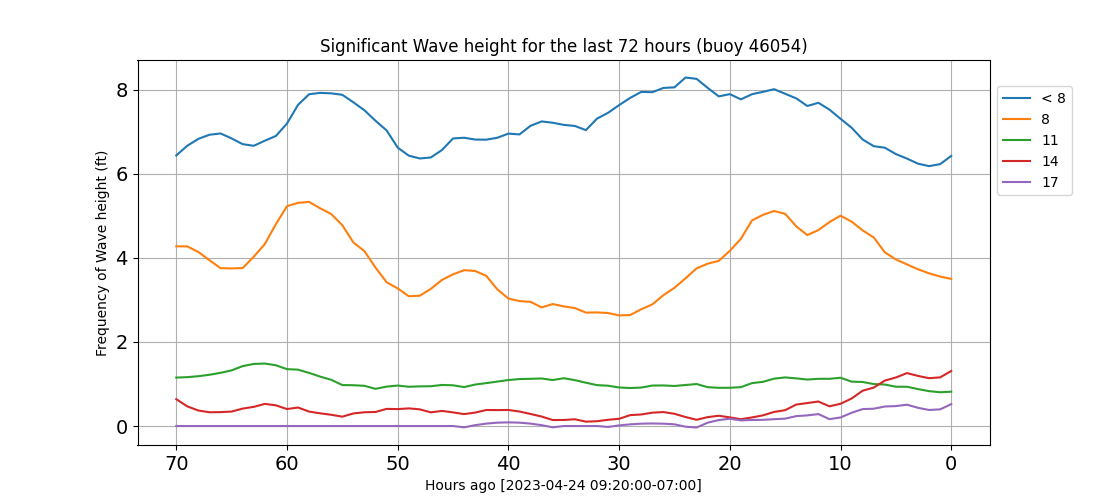 Significant Wave height for the last 72 hours (buoy 46054)
Frequency of Wave height (ft)
8
6
4
2
0
70 60 50 40 30 20 10 0
Hours ago [2023-04-24 09:20:00-07:00]
< 8
8
11
14
17